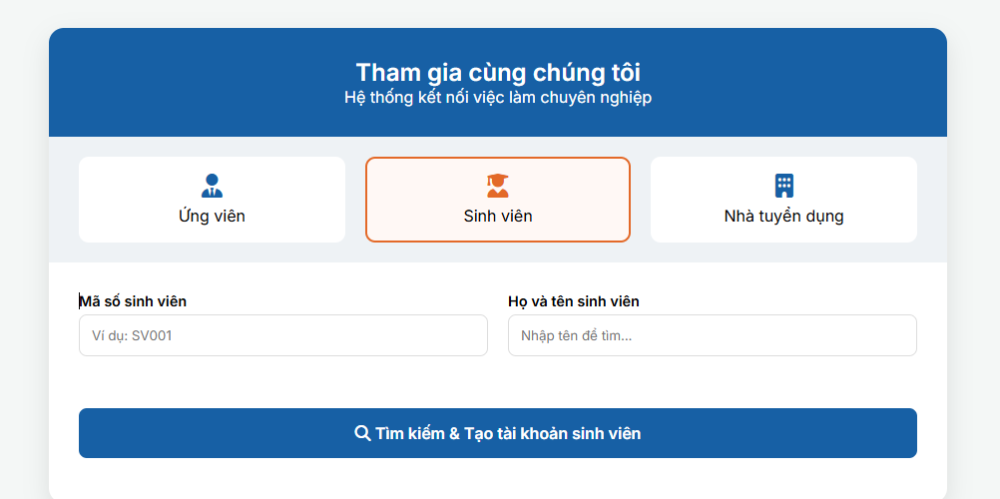 Tham gia cùng chúng tôi
Hệ thống kết nối việc làm chuyên nghiệp
Ứng viên
Sinh viên
Nhà tuyển dụng
Mã số sinh viên
Họ và tên sinh viên
Ví dụ: SV001
Nhập tên để tìm...
Tìm kiếm & Tạo tài khoản sinh viên